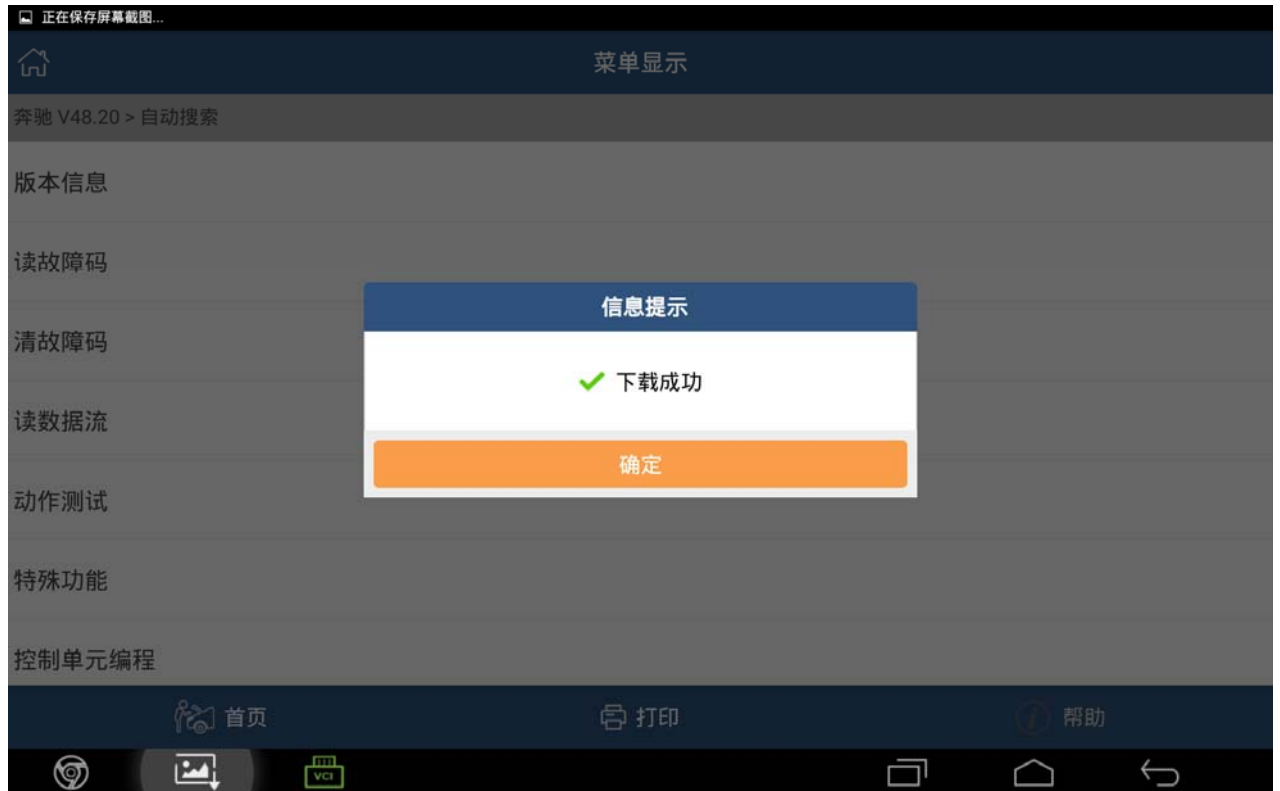 正在保存屏幕截图...
菜单显示
奔驰 V48.20 > 自动搜索
版本信息
读故障码
清故障码
读数据流
动作测试
特殊功能
控制单元编程
信息提示
下载成功
确定
首页
打印
帮助
VCI